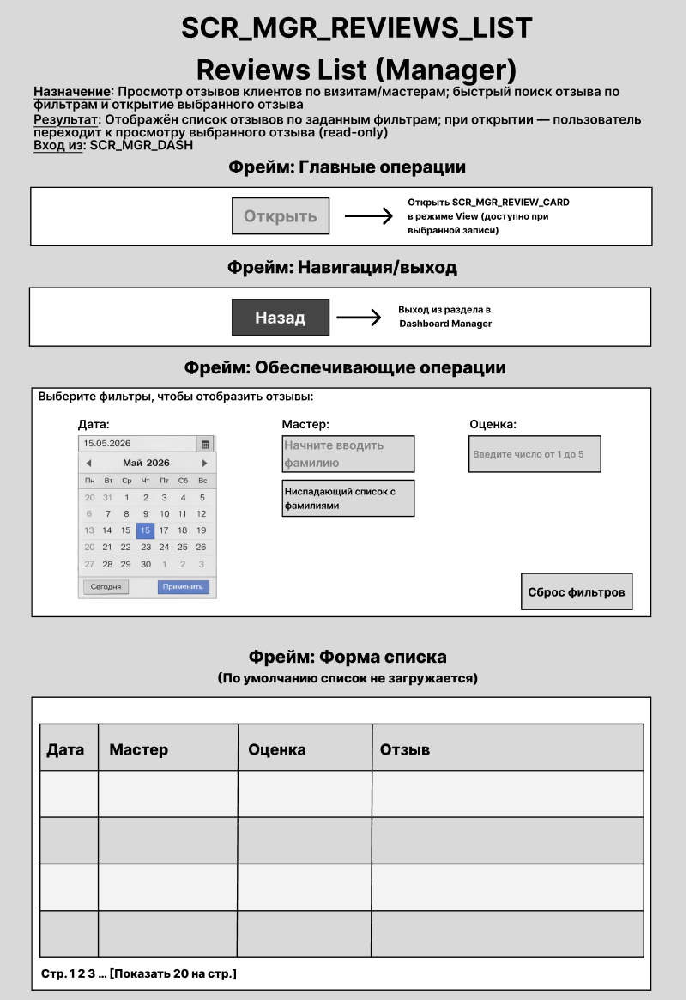 SCR_MGR_REVIEWS_LIST
Reviews List (Manager)
Назначение: Просмотр отзывов клиентов по визитам/мастерам; быстрый поиск отзыва по
фильтрам и открытие выбранного отзыва
Результат: Отображён список отзывов по заданным фильтрам; при открытии — пользователь
переходит к просмотру выбранного отзыва (read-only)
Вход из: SCR_MGR_DASH
Фрейм: Главные операции
Открыть
Открыть SCR_MGR_REVIEW_CARD
в режиме View (доступно при
выбранной записи)
Фрейм: Навигация/выход
Назад
Выход из раздела в
Dashboard Manager
Фрейм: Обеспечивающие операции
Выберите фильтры, чтобы отобразить отзывы:
Дата:
15.05.2026
Май 2026
Пн Вт Ср Чт Пт Сб Вс
20 31 1 2 3 4 5
6 7 8 9 10 11 12
13 14 15 15 17 18 19
20 21 22 23 24 25 26
27 28 29 30 1 2 3
Сегодня Применить
Мастер:
Начните вводить
фамилию
Ниспадающий список с
фамилиями
Оценка:
Введите число от 1 до 5
Сброс фильтров
Фрейм: Форма списка
(По умолчанию список не загружается)
Дата Мастер Оценка Отзыв
Стр. 1 2 3 ... [Показать 20 на стр.]